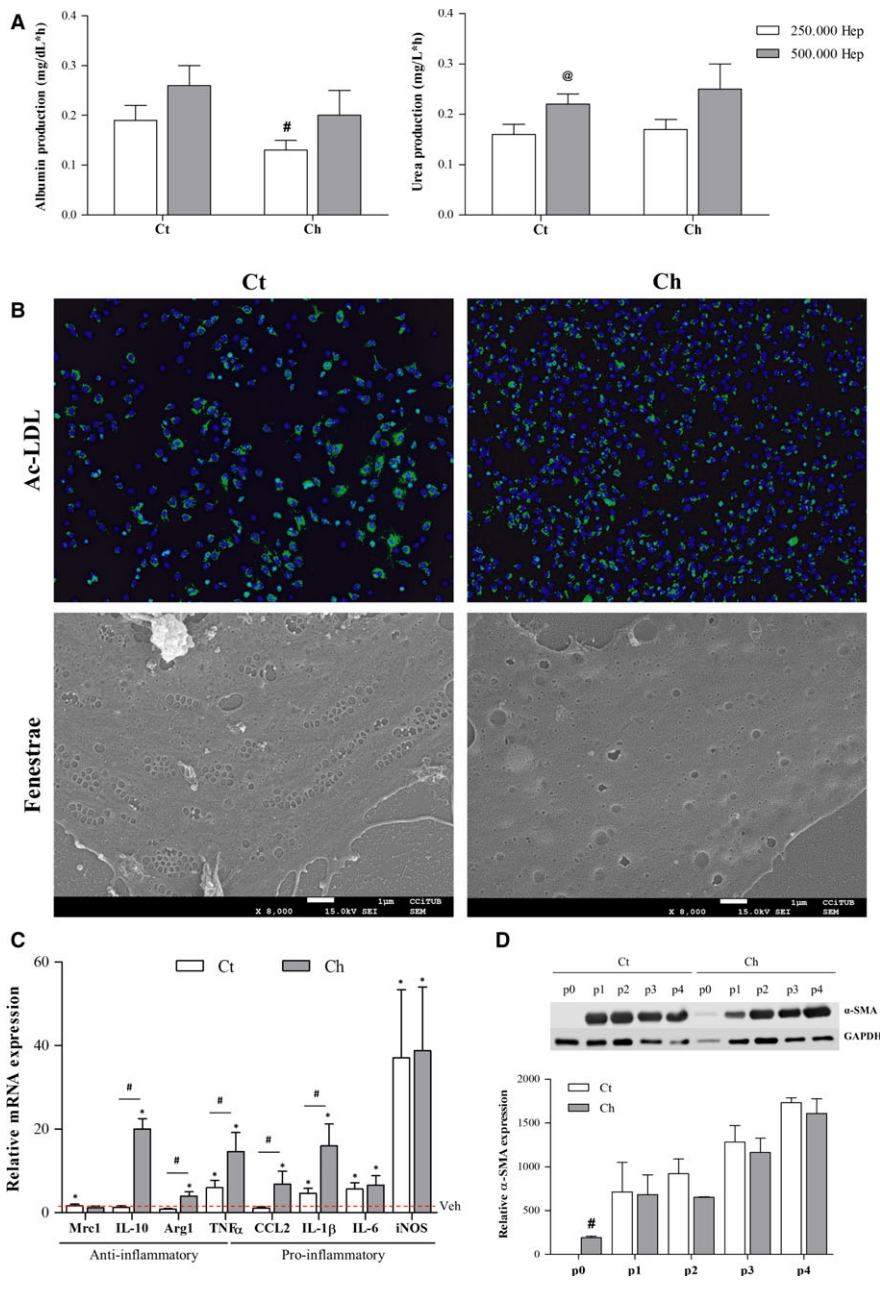 A
Albumin production (mg/dL*h)
0.4
0.3
0.2
0.1
0.0
#
Ct Ch
Urea production (mg/L*h)
0.4
0.3
0.2
0.1
0.0
@
Ct Ch
250.000 Hep
500.000 Hep
Ct Ch
B
Ac-LDL
Fenestrae
1µm CCiTUB
X 8,000 15.0kV SEI SEM
1µm CCiTUB
X 8,000 15.0kV SEI SEM
C
Relative mRNA expression
60
40
20
0
Ct Ch
* # * # * * # * # * * # * * * * *
Veh
Mrc1 IL-10 Arg1 TNFα CCL2 IL-1β IL-6 iNOS
Anti-inflammatory Pro-inflammatory
D
Ct Ch
p0 p1 p2 p3 p4 p0 p1 p2 p3 p4
α-SMA
GAPDH
Relative α-SMA expression
2000
1500
1000
500
0
Ct
Ch
#
p0 p1 p2 p3 p4